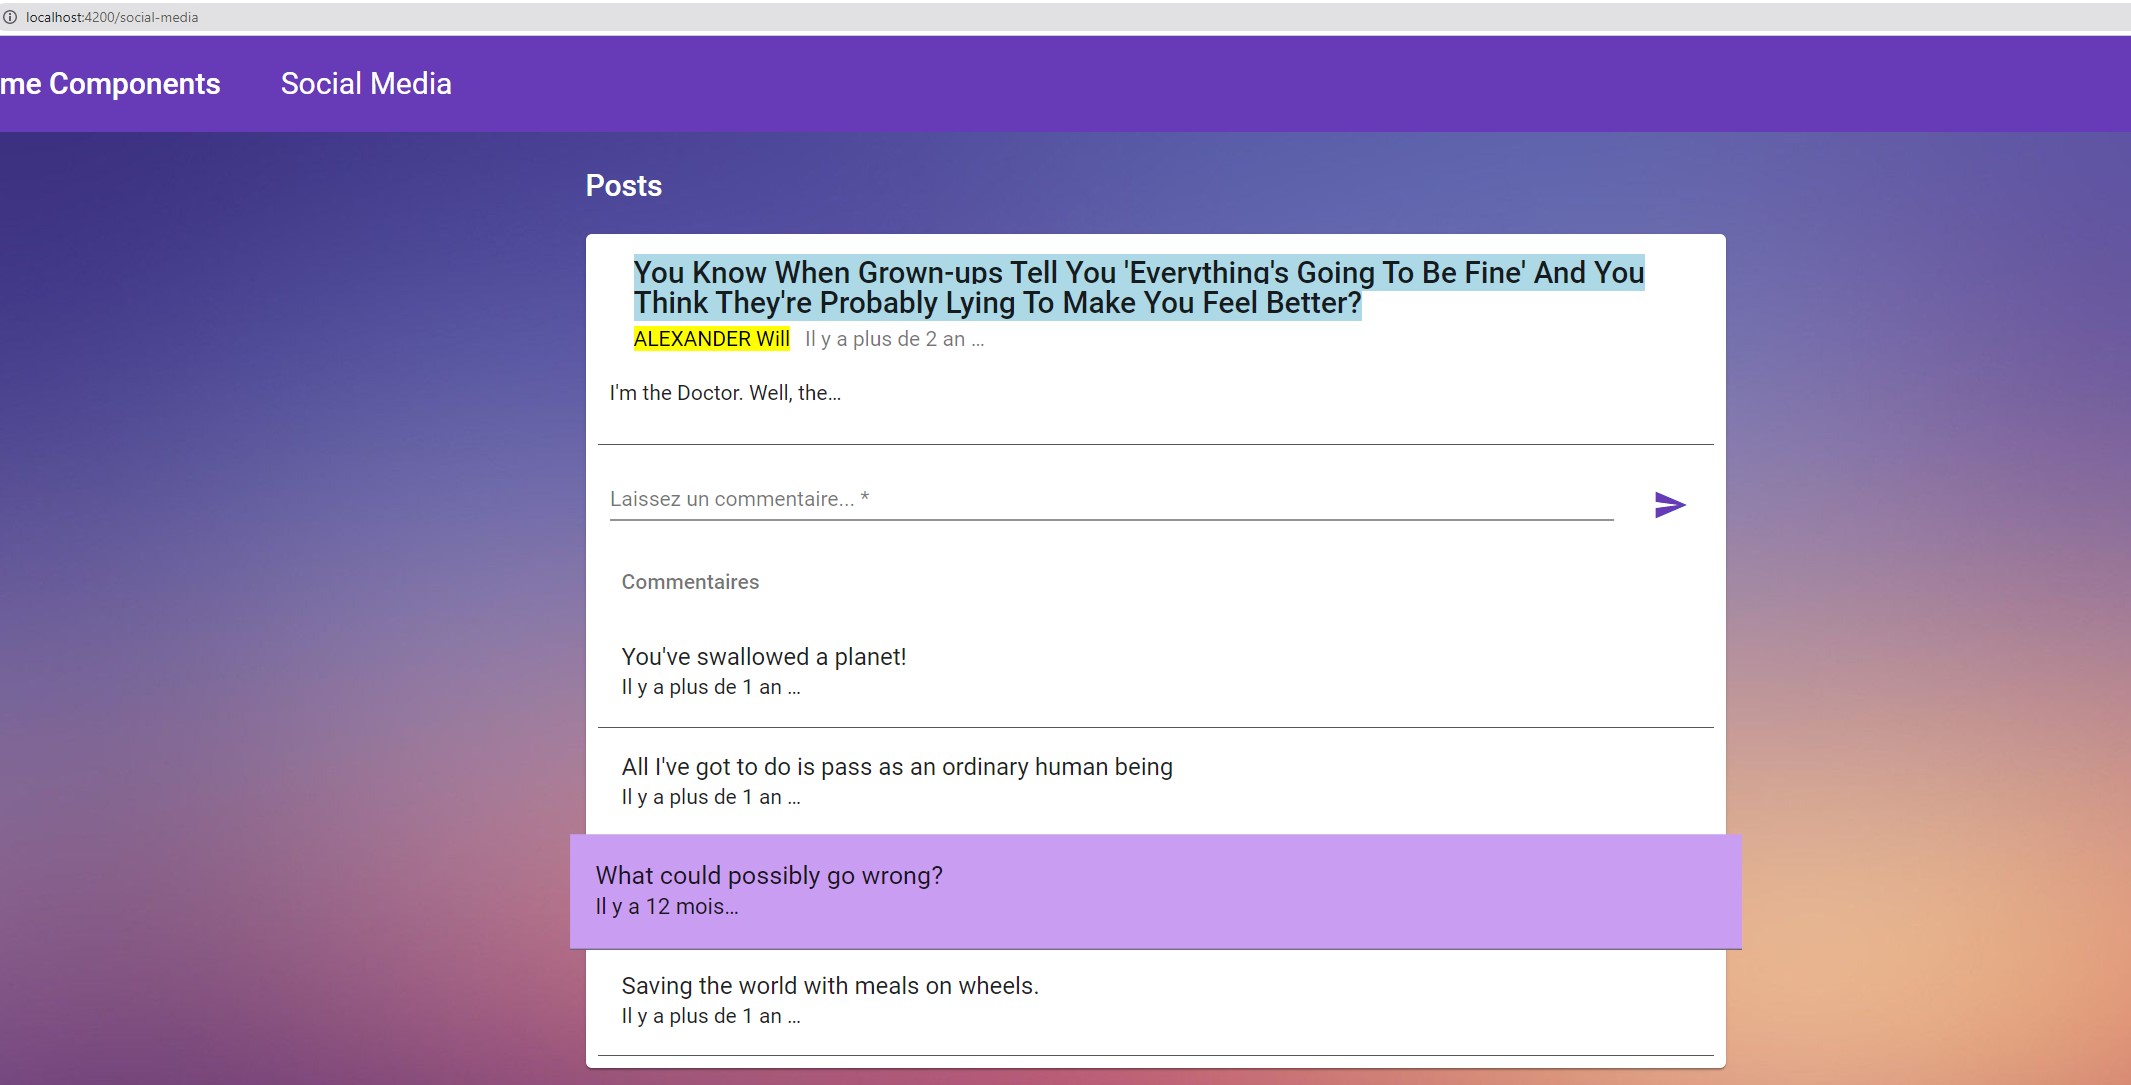 localhost:4200/social-media
me Components Social Media
Posts
You Know When Grown-ups Tell You 'Everything's Going To Be Fine' And You
Think They're Probably Lying To Make You Feel Better?
ALEXANDER Will Il y a plus de 2 an ...
I'm the Doctor. Well, the...
Laissez un commentaire... *
Commentaires
You've swallowed a planet!
Il y a plus de 1 an ...
All I've got to do is pass as an ordinary human being
Il y a plus de 1 an ...
What could possibly go wrong?
Il y a 12 mois...
Saving the world with meals on wheels.
Il y a plus de 1 an ...